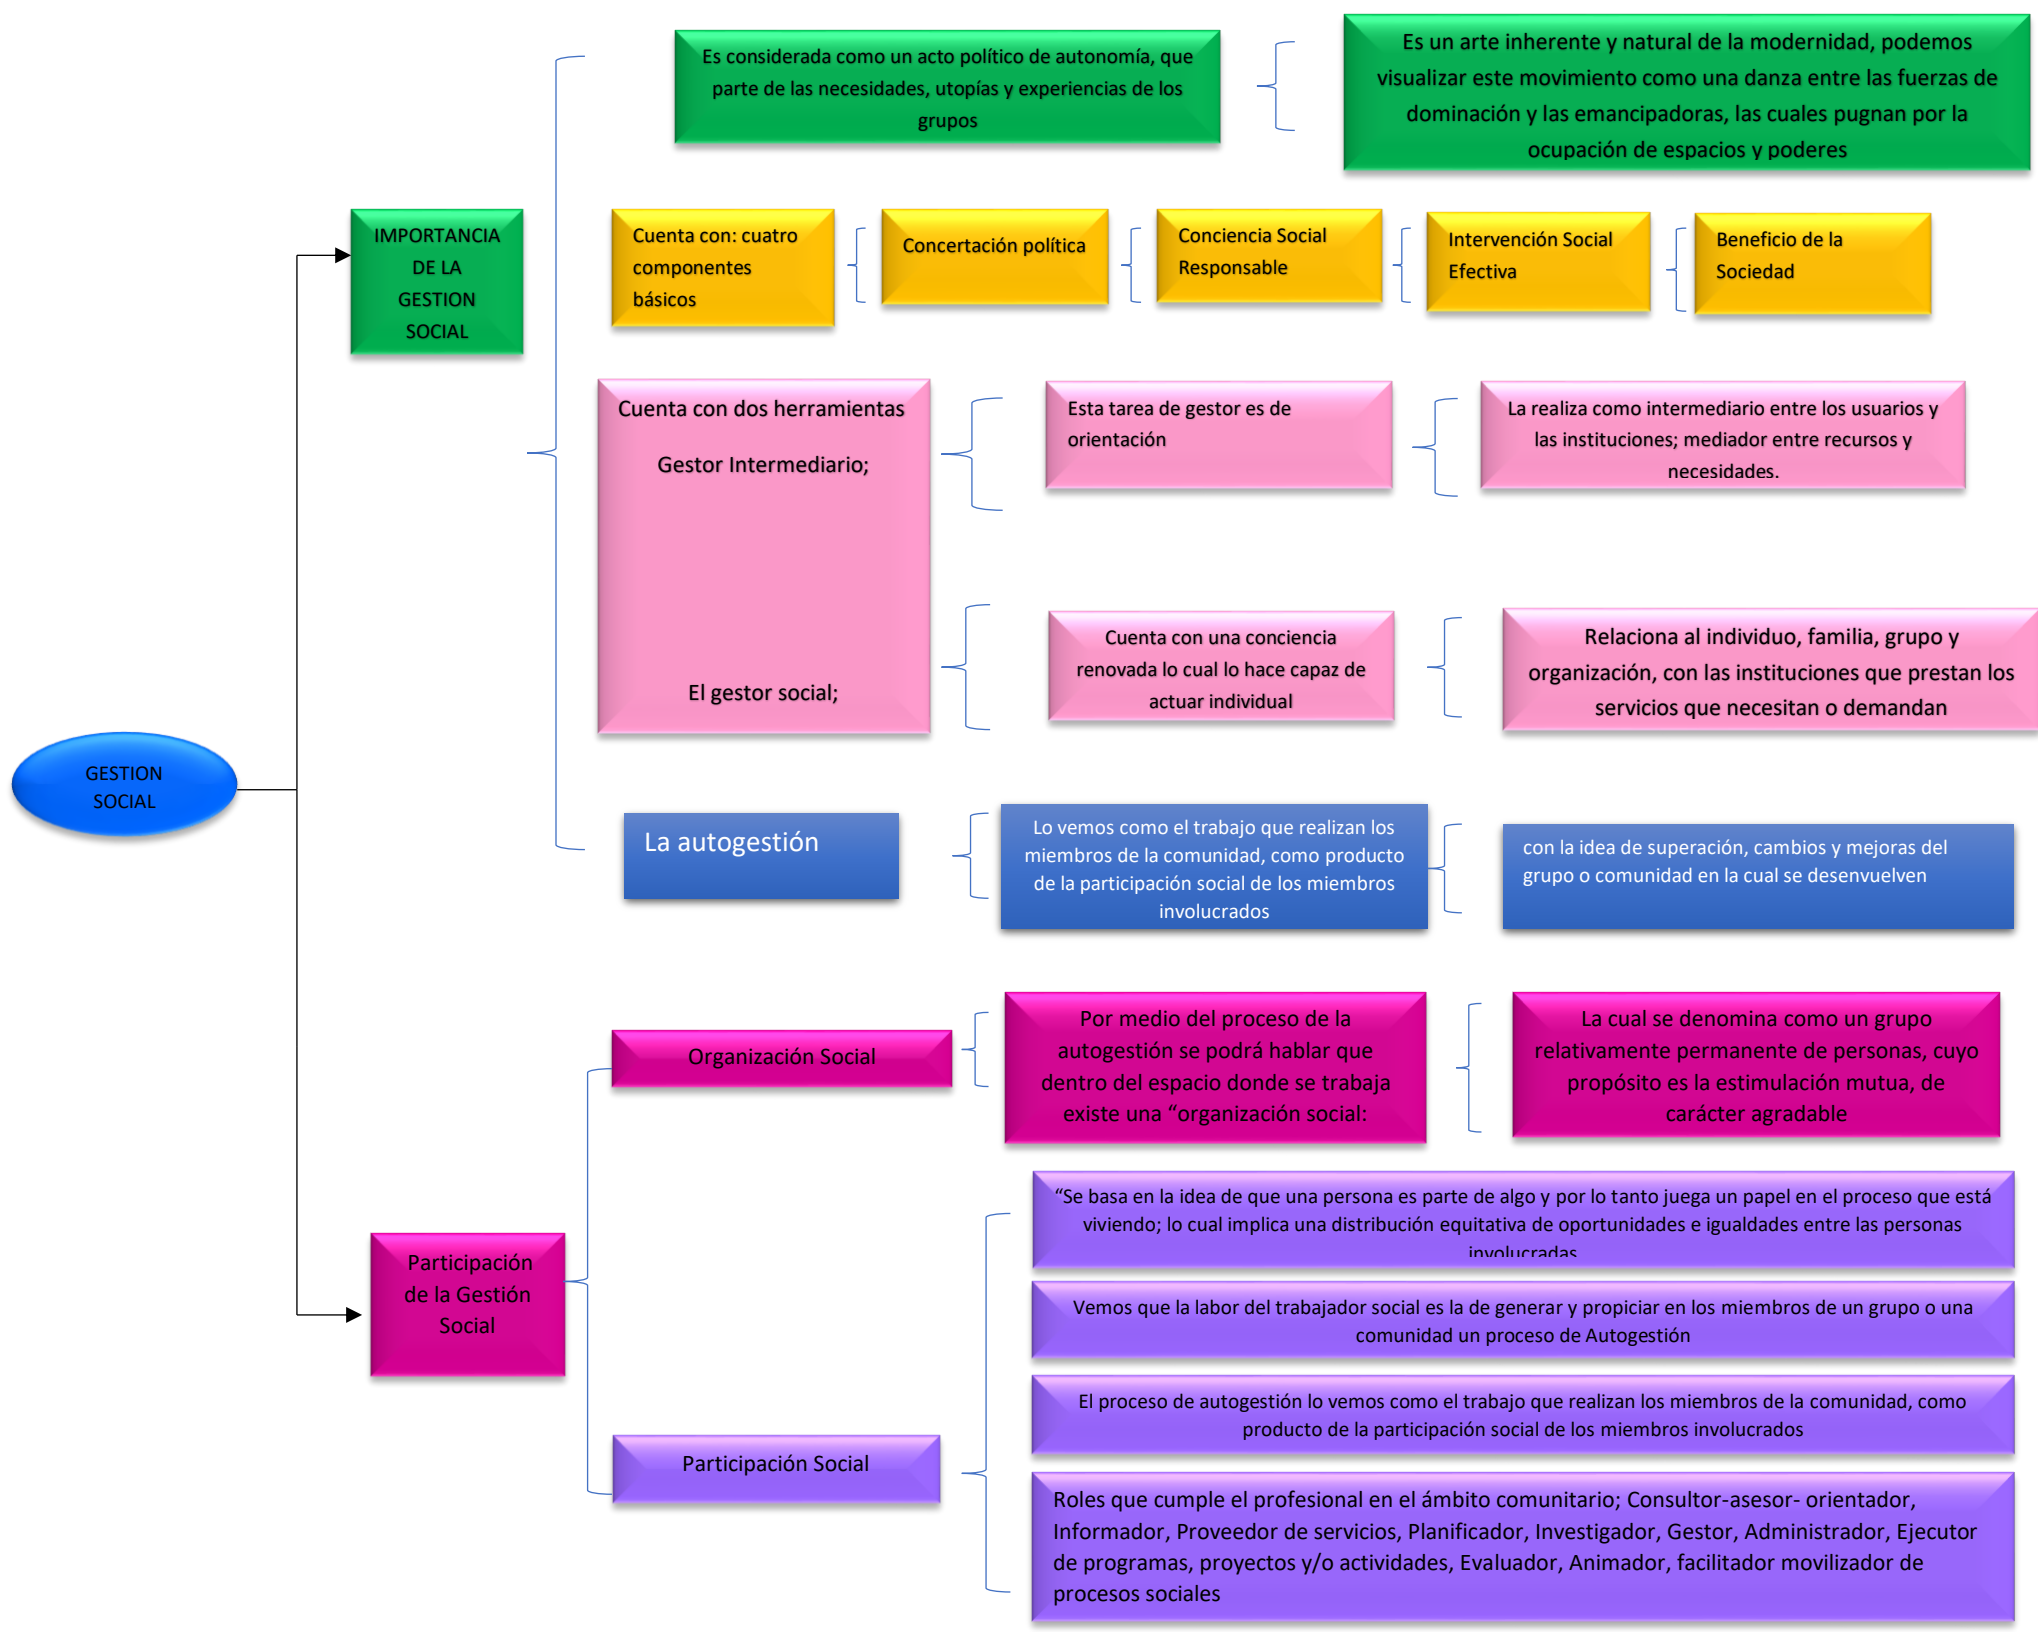 Es considerada como un acto político de autonomía, que
parte de las necesidades, utopías y experiencias de los
grupos
Es un arte inherente y natural de la modernidad, podemos
visualizar este movimiento como una danza entre las fuerzas de
dominación y las emancipadoras, las cuales pugnan por la
ocupación de espacios y poderes
IMPORTANCIA
DE LA
GESTION
SOCIAL
Cuenta con: cuatro
componentes
básicos
Concertación política
Conciencia Social
Responsable
Intervención Social
Efectiva
Beneficio de la
Sociedad
Cuenta con dos herramientas
Gestor Intermediario;
El gestor social;
Esta tarea de gestor es de
orientación
La realiza como intermediario entre los usuarios y
las instituciones; mediador entre recursos y
necesidades.
Cuenta con una conciencia
renovada lo cual lo hace capaz de
actuar individual
Relaciona al individuo, familia, grupo y
organización, con las instituciones que prestan los
servicios que necesitan o demandan
GESTION
SOCIAL
La autogestión
Lo vemos como el trabajo que realizan los
miembros de la comunidad, como producto
de la participación social de los miembros
involucrados
con la idea de superación, cambios y mejoras del
grupo o comunidad en la cual se desenvuelven
Organización Social
Por medio del proceso de la
autogestión se podrá hablar que
dentro del espacio donde se trabaja
existe una “organización social:
La cual se denomina como un grupo
relativamente permanente de personas, cuyo
propósito es la estimulación mutua, de
carácter agradable
Participación
de la Gestión
Social
“Se basa en la idea de que una persona es parte de algo y por lo tanto juega un papel en el proceso que está
viviendo; lo cual implica una distribución equitativa de oportunidades e igualdades entre las personas
involucradas
Vemos que la labor del trabajador social es la de generar y propiciar en los miembros de un grupo o una
comunidad un proceso de Autogestión
El proceso de autogestión lo vemos como el trabajo que realizan los miembros de la comunidad, como
producto de la participación social de los miembros involucrados
Participación Social
Roles que cumple el profesional en el ámbito comunitario; Consultor-asesor- orientador,
Informador, Proveedor de servicios, Planificador, Investigador, Gestor, Administrador, Ejecutor
de programas, proyectos y/o actividades, Evaluador, Animador, facilitador movilizador de
procesos sociales